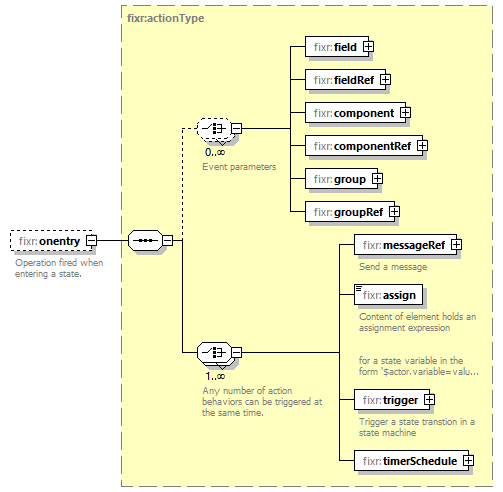 fixr:actionType
fixr:field
fixr:fieldRef
fixr:component
0..∞
fixr:componentRef
Event parameters
fixr:group
fixr:groupRef
fixr:onentry
Operation fired when
entering a state.
fixr:messageRef
Send a message
fixr:assign
Content of element holds an
assignment expression
for a state variable in the
form '$actor.variable=valu...
1..∞
Any number of action
behaviors can be triggered at
the same time.
fixr:trigger
Trigger a state transtion in a
state machine
fixr:timerSchedule